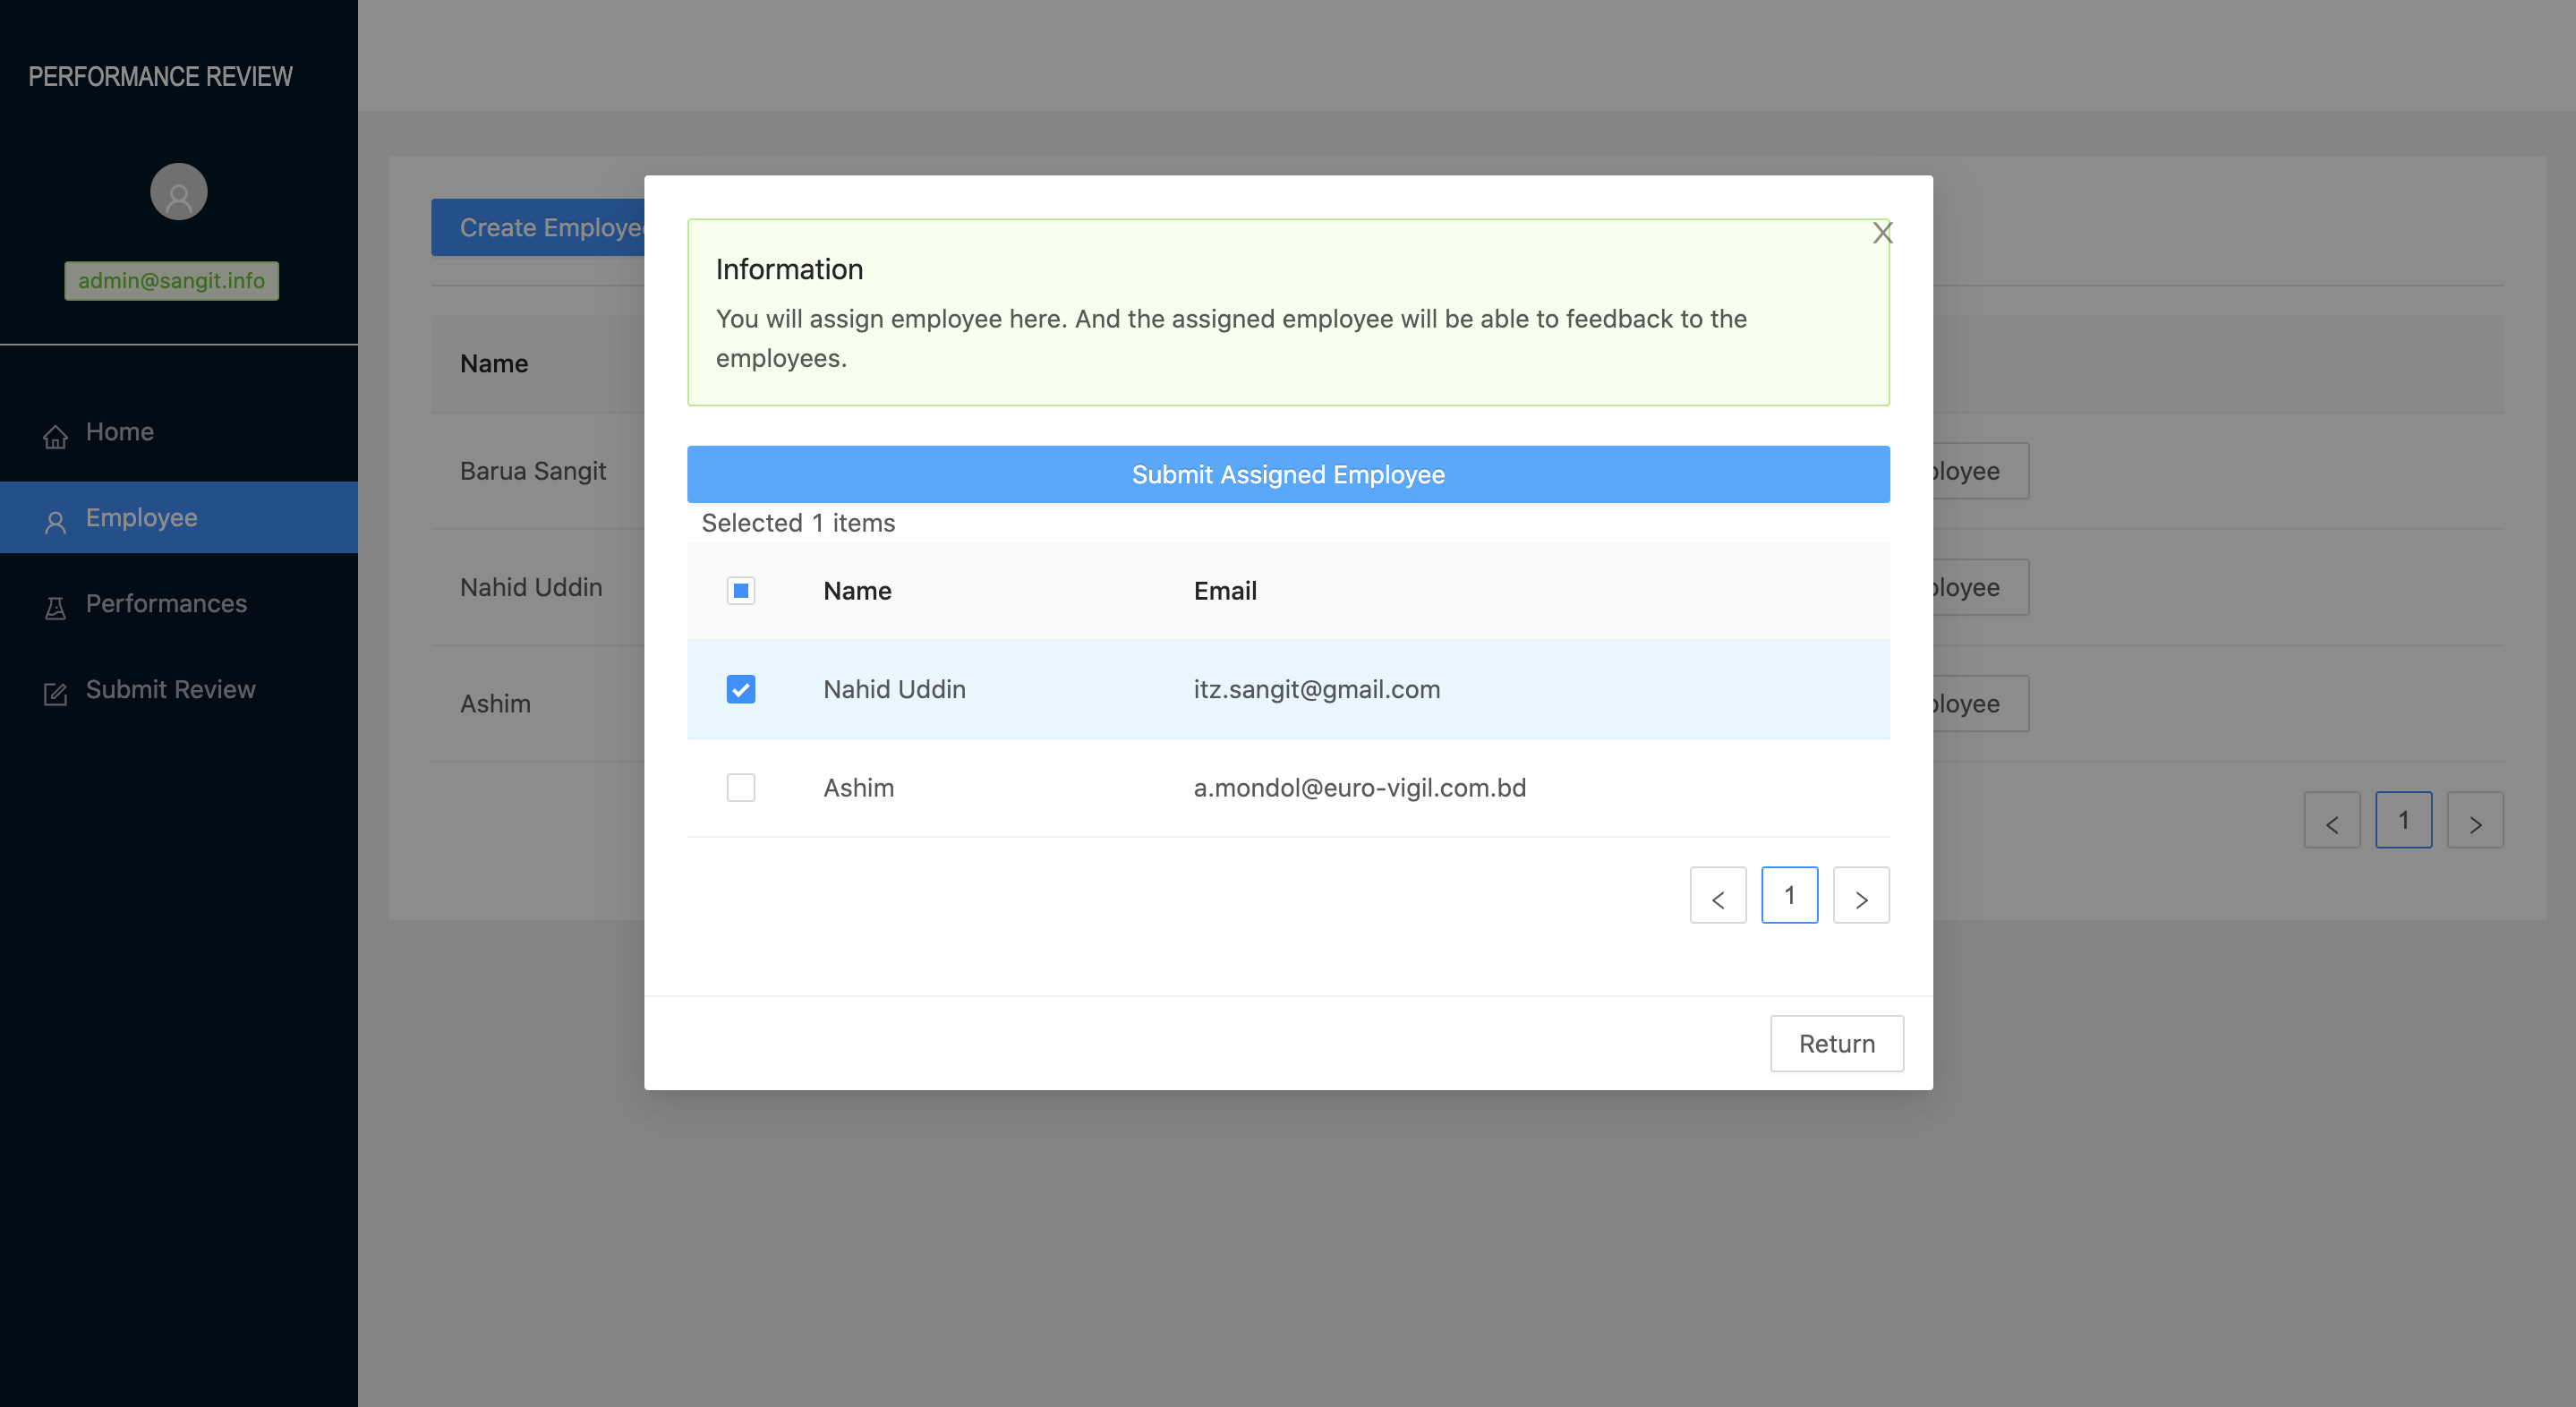 PERFORMANCE REVIEW
admin@sangit.info
Home
Employee
Performances
Submit Review
Create Employee
Name
Barua Sangit
Nahid Uddin
Ashim
ployee
ployee
ployee
1
X
Information
You will assign employee here. And the assigned employee will be able to feedback to the
employees.
Submit Assigned Employee
Selected 1 items
Name Email
Nahid Uddin itz.sangit@gmail.com
Ashim a.mondol@euro-vigil.com.bd
< 1 >
Return